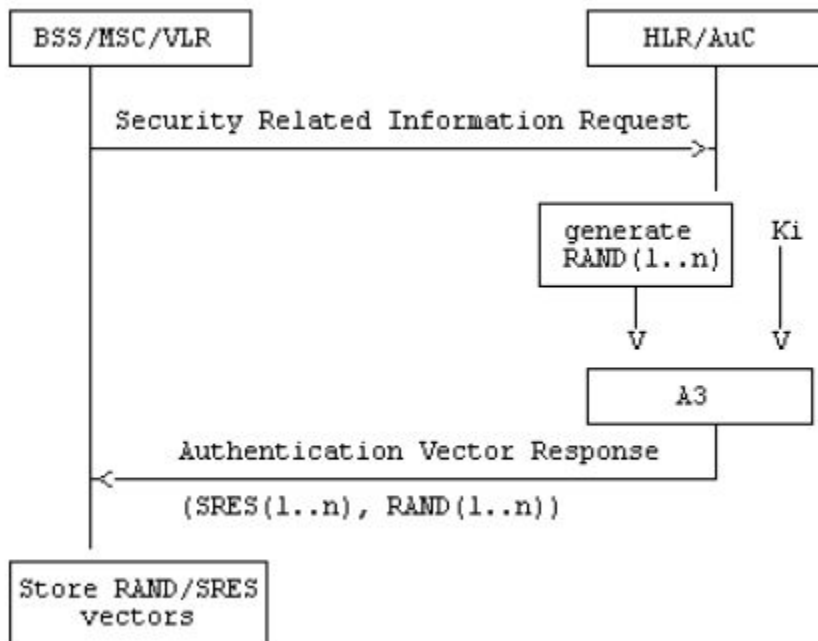 BSS/MSC/VLR
HLR/AuC
Security Related Information Request
generate
RAND(1..n)
Ki
V
V
A3
Authentication Vector Response
(SRES(1..n), RAND(1..n))
Store RAND/SRES
vectors